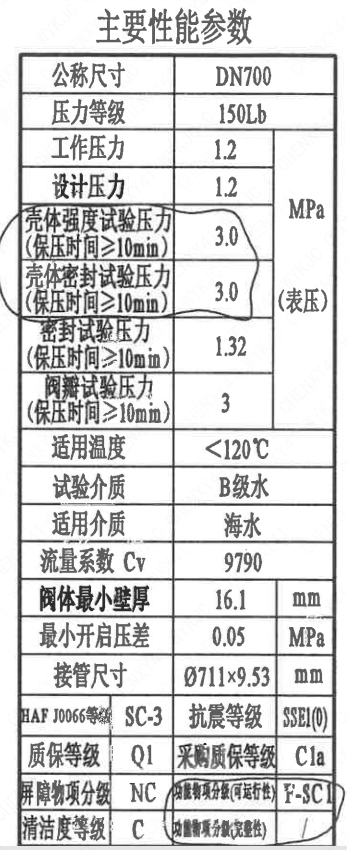 主要性能参数
公称尺寸 DN700
压力等级 150Lb
工作压力 1.2
设计压力 1.2
MPa
(表压)
壳体强度试验压力
(保压时间≥10min) 3.0
壳体密封试验压力
(保压时间≥10min) 3.0
密封试验压力
(保压时间≥10min) 1.32
阀瓣试验压力
(保压时间≥10min) 3
适用温度 <120℃
试验介质 B级水
适用介质 海水
流量系数 Cv 9790
阀体最小壁厚 16.1 mm
最小开启压差 0.05 MPa
接管尺寸 Ø711×9.53 mm
HAF J0066等级 SC-3 抗震等级 SSE1(0)
质保等级 Q1 采购质保等级 C1a
屏障物项分级 NC 功能物项分级(可运行性) F-SC1
清洁度等级 C 功能物项分级(完整性) /